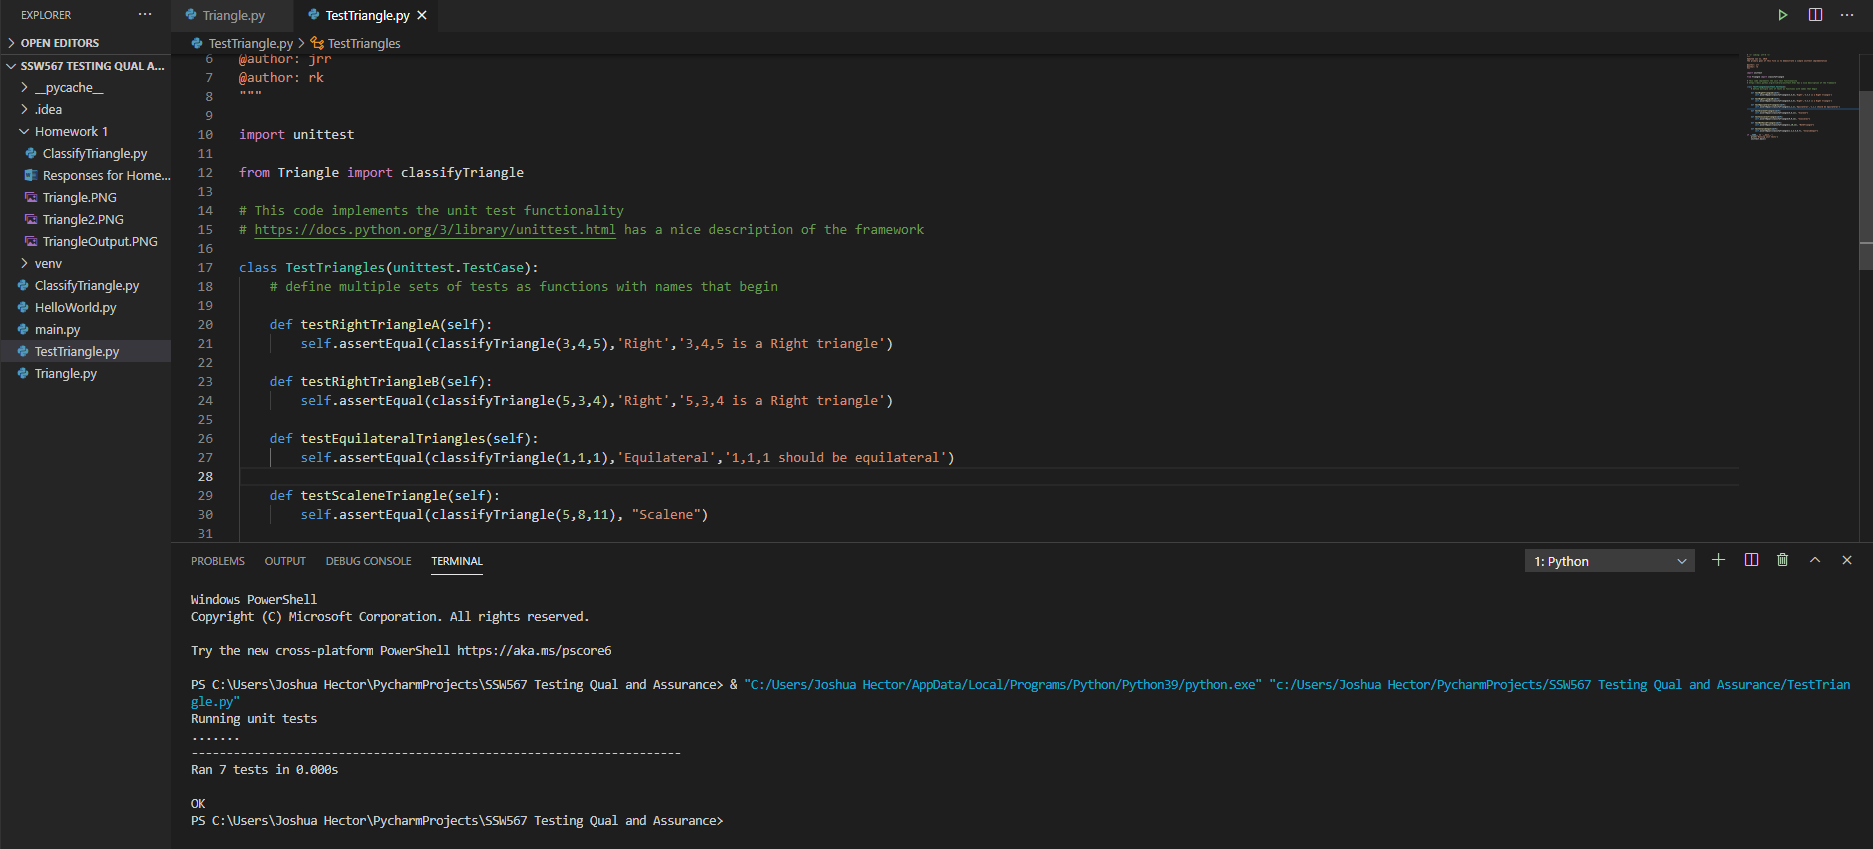 EXPLORER ···
OPEN EDITORS
SSW567 TESTING QUAL A...
__pycache__
.idea
Homework 1
ClassifyTriangle.py
Responses for Home...
Triangle.PNG
Triangle2.PNG
TriangleOutput.PNG
venv
ClassifyTriangle.py
HelloWorld.py
main.py
TestTriangle.py
Triangle.py
Triangle.py TestTriangle.py
TestTriangle.py > TestTriangles
6 @author: jrr
7 @author: rk
8 """
9
10 import unittest
11
12 from Triangle import classifyTriangle
13
14 # This code implements the unit test functionality
15 # https://docs.python.org/3/library/unittest.html has a nice description of the framework
16
17 class TestTriangles(unittest.TestCase):
18 # define multiple sets of tests as functions with names that begin
19
20 def testRightTriangleA(self):
21 self.assertEqual(classifyTriangle(3,4,5),'Right','3,4,5 is a Right triangle')
22
23 def testRightTriangleB(self):
24 self.assertEqual(classifyTriangle(5,3,4),'Right','5,3,4 is a Right triangle')
25
26 def testEquilateralTriangles(self):
27 self.assertEqual(classifyTriangle(1,1,1),'Equilateral','1,1,1 should be equilateral')
28
29 def testScaleneTriangle(self):
30 self.assertEqual(classifyTriangle(5,8,11), "Scalene")
31
PROBLEMS OUTPUT DEBUG CONSOLE TERMINAL 1: Python
Windows PowerShell
Copyright (C) Microsoft Corporation. All rights reserved.
Try the new cross-platform PowerShell https://aka.ms/pscore6
PS C:\Users\Joshua Hector\PycharmProjects\SSW567 Testing Qual and Assurance> & "C:/Users/Joshua Hector/AppData/Local/Programs/Python/Python39/python.exe" "c:/Users/Joshua Hector/PycharmProjects/SSW567 Testing Qual and Assurance/TestTrian
gle.py"
Running unit tests
.......
----------------------------------------------------------------------
Ran 7 tests in 0.000s
OK
PS C:\Users\Joshua Hector\PycharmProjects\SSW567 Testing Qual and Assurance>